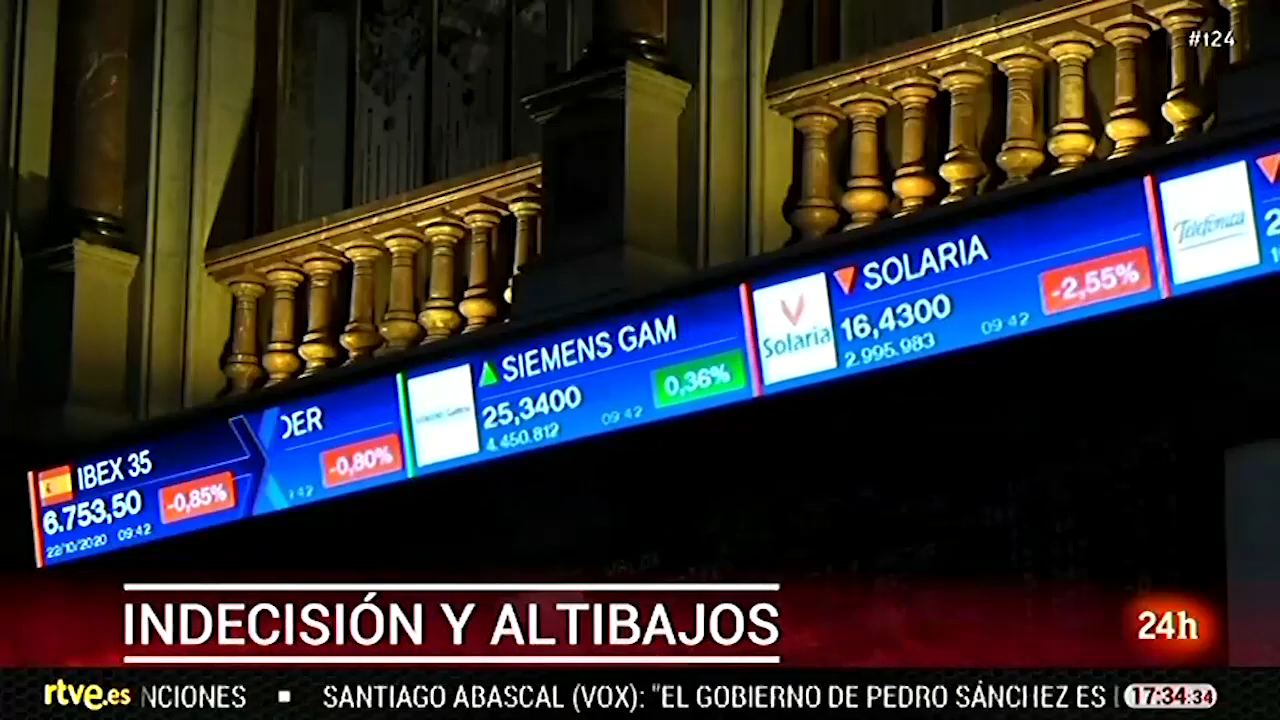 #124
Telefónica
SOLARIA
Solaria
16,4300
-2,55%
2.995.983
09:42
SIEMENS GAM
25,3400
0,36%
4.450.812
09:42
DER
-0,80%
IBEX 35
6.753,50
-0,85%
22/10/2020 09:42
INDECISIÓN Y ALTIBAJOS
24h
rtve.es
NCIONES ▪ SANTIAGO ABASCAL (VOX): "EL GOBIERNO DE PEDRO SÁNCHEZ ES
17:34:34